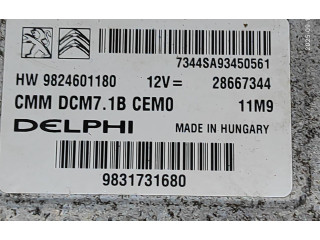 7344SA93450561
HW 9824601180 12V= 28667344
CMM DCM7.1B CEM0 11M9
DELPHI MADE IN HUNGARY
9831731680